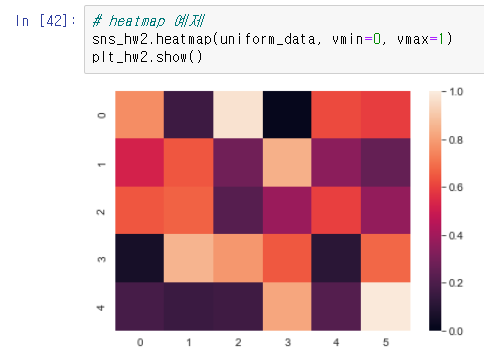 In [42]:
# heatmap 예제
sns_hw2.heatmap(uniform_data, vmin=0, vmax=1)
plt_hw2.show()
0
1
2
3
4
0 1 2 3 4 5
1.0
0.8
0.6
0.4
0.2
0.0